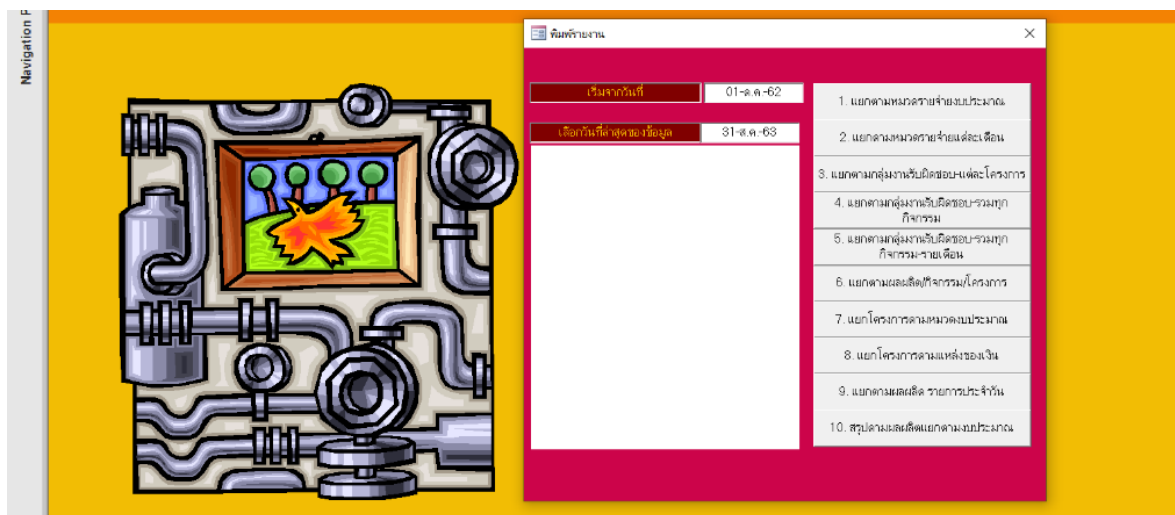 Navigation P
พิมพ์รายงาน
เริ่มจากวันที่
01-ต.ค.-62
เลือกวันที่ล่าสุดของข้อมูล
31-ส.ค.-63
1. แยกตามหมวดรายจ่ายงบประมาณ
2. แยกตามหมวดรายจ่ายแต่ละเดือน
3. แยกตามกลุ่มงานรับผิดชอบ-แต่ละโครงการ
4. แยกตามกลุ่มงานรับผิดชอบ-รวมทุก
กิจกรรม
5. แยกตามกลุ่มงานรับผิดชอบ-รวมทุก
กิจกรรม-รายเดือน
6. แยกตามผลผลิต/กิจกรรม/โครงการ
7. แยกโครงการตามหมวดงบประมาณ
8. แยกโครงการตามแหล่งของเงิน
9. แยกตามผลผลิต รายการประจำวัน
10. สรุปตามผลผลิตแยกตามงบประมาณ